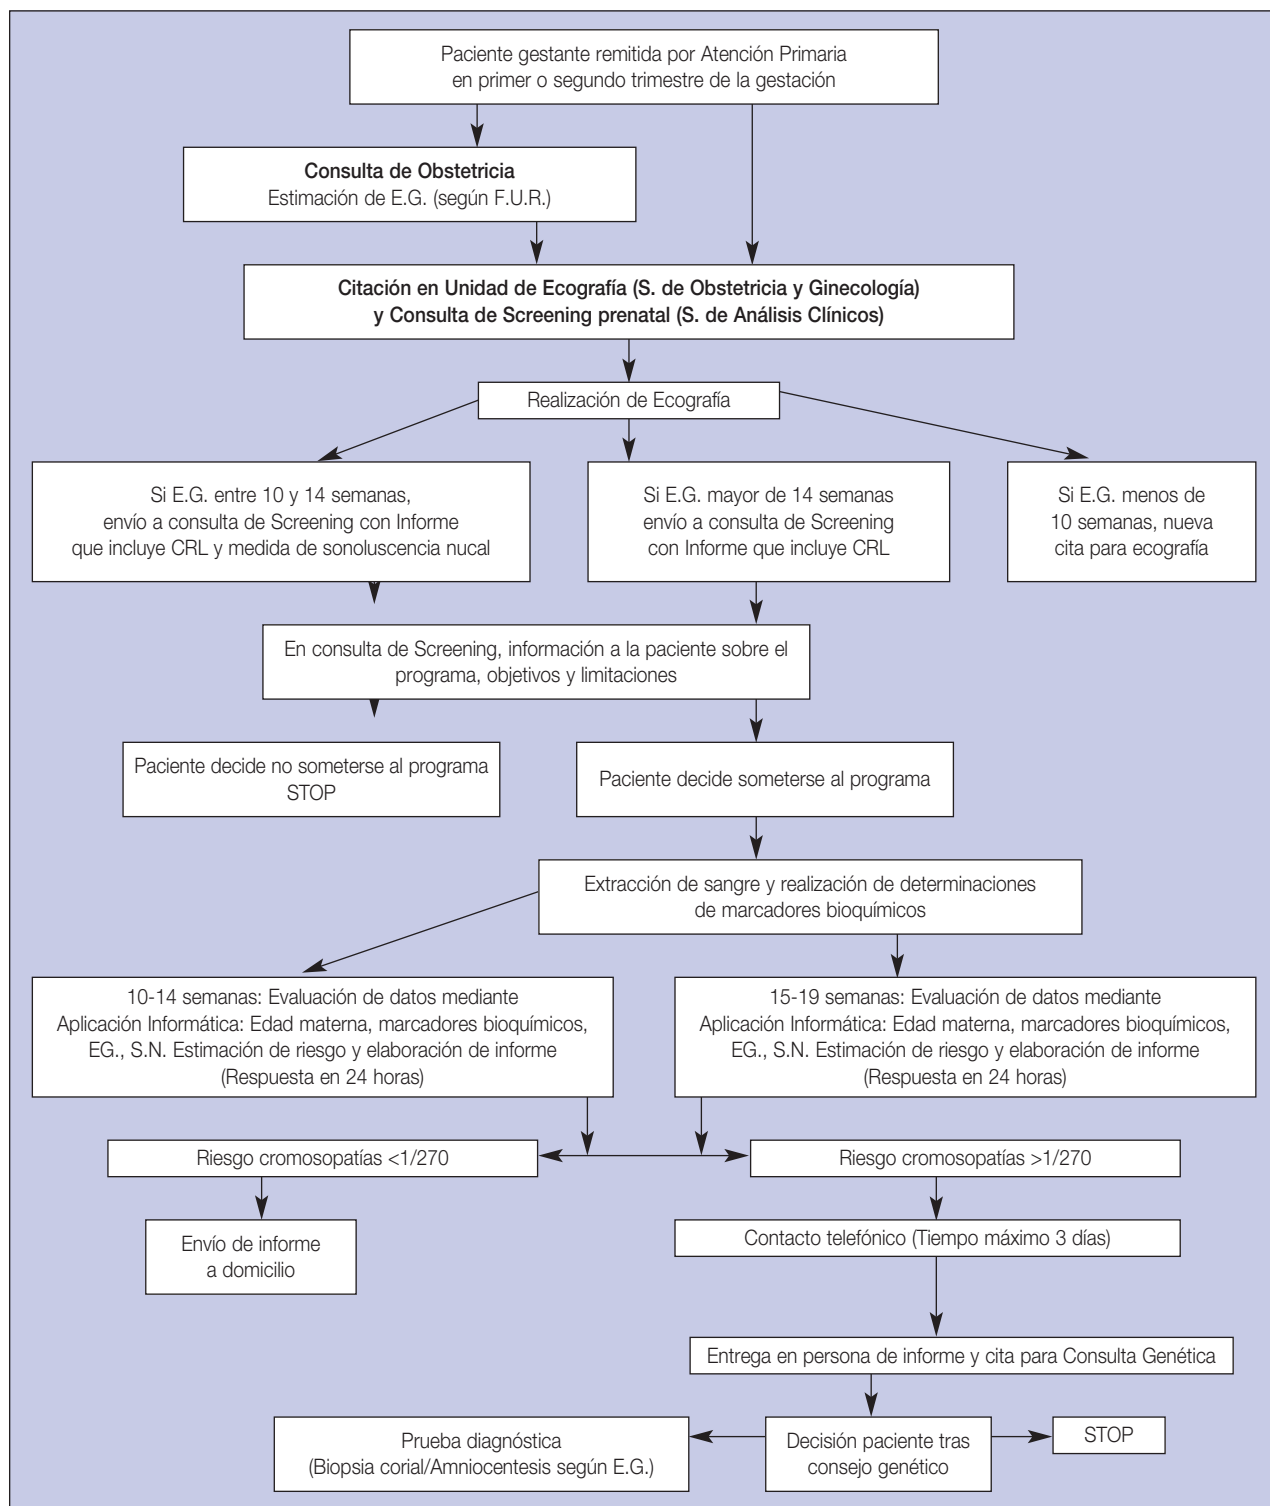 Paciente gestante remitida por Atención Primaria
en primer o segundo trimestre de la gestación
Consulta de Obstetricia
Estimación de E.G. (según F.U.R.)
Citación en Unidad de Ecografía (S. de Obstetricia y Ginecología)
y Consulta de Screening prenatal (S. de Análisis Clínicos)
Realización de Ecografía
Si E.G. entre 10 y 14 semanas,
envío a consulta de Screening con Informe
que incluye CRL y medida de sonoluscencia nucal
Si E.G. mayor de 14 semanas
envío a consulta de Screening
con Informe que incluye CRL
Si E.G. menos de
10 semanas, nueva
cita para ecografía
En consulta de Screening, información a la paciente sobre el
programa, objetivos y limitaciones
Paciente decide no someterse al programa
STOP
Paciente decide someterse al programa
Extracción de sangre y realización de determinaciones
de marcadores bioquímicos
10-14 semanas: Evaluación de datos mediante
Aplicación Informática: Edad materna, marcadores bioquímicos,
EG., S.N. Estimación de riesgo y elaboración de informe
(Respuesta en 24 horas)
15-19 semanas: Evaluación de datos mediante
Aplicación Informática: Edad materna, marcadores bioquímicos,
EG., S.N. Estimación de riesgo y elaboración de informe
(Respuesta en 24 horas)
Riesgo cromosopatías <1/270
Riesgo cromosopatías >1/270
Envío de informe
a domicilio
Contacto telefónico (Tiempo máximo 3 días)
Entrega en persona de informe y cita para Consulta Genética
Prueba diagnóstica
(Biopsia corial/Amniocentesis según E.G.)
Decisión paciente tras
consejo genético
STOP